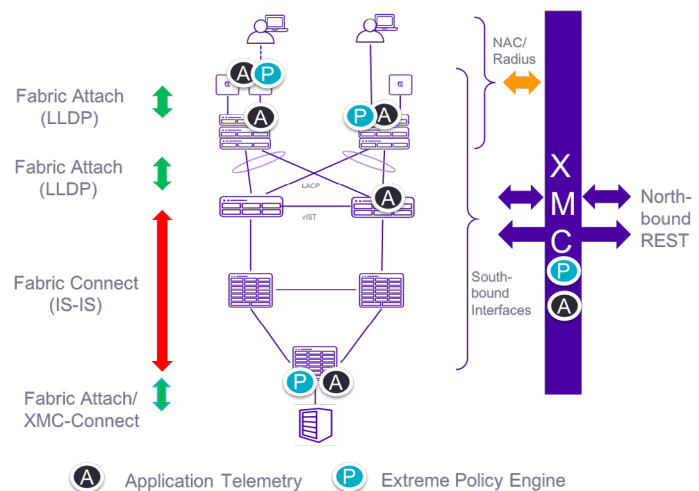 NAC/
Radius
A
P
Fabric Attach
(LLDP)
A
P
A
Fabric Attach
(LLDP)
LACP
A
vIST
X
M
C
P
A
North-
bound
REST
Fabric Connect
(IS-IS)
South-
bound
Interfaces
P
A
Fabric Attach/
XMC-Connect
A
Application Telemetry
P
Extreme Policy Engine